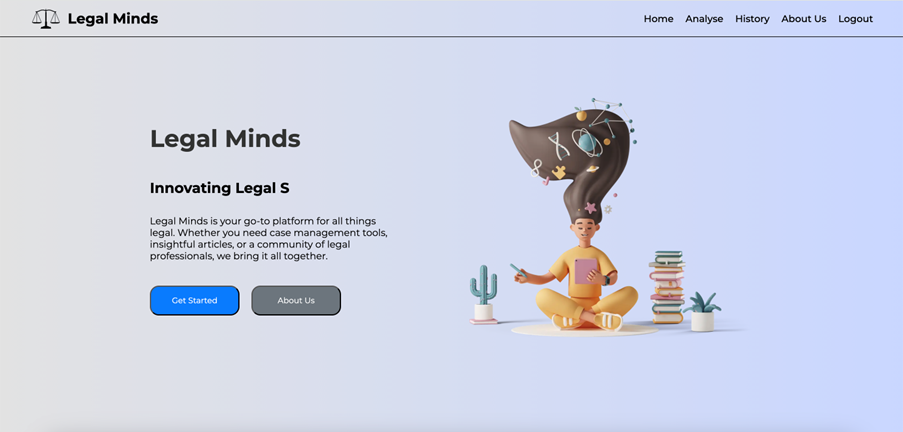 Legal Minds
Home Analyse History About Us Logout
Legal Minds
Innovating Legal S
Legal Minds is your go-to platform for all things
legal. Whether you need case management tools,
insightful articles, or a community of legal
professionals, we bring it all together.
Get Started
About Us